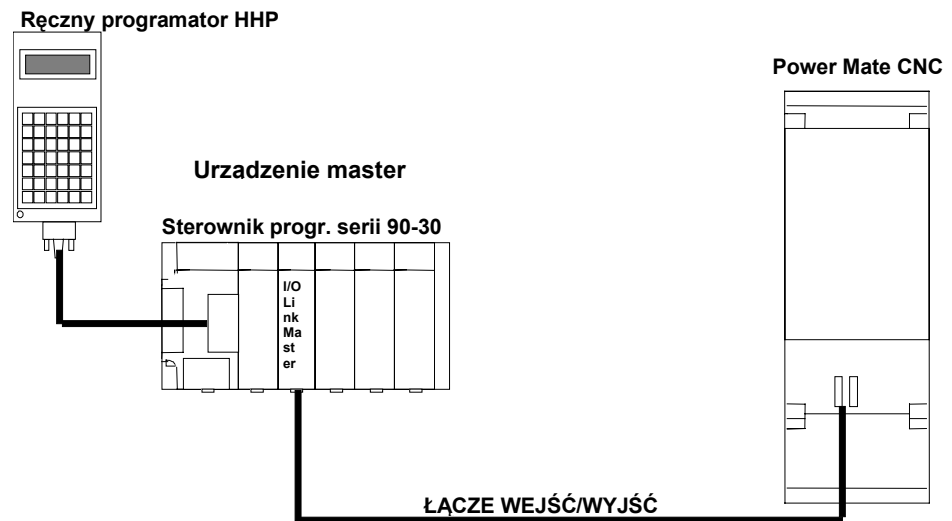 Ręczny programator HHP
Power Mate CNC
Urządzenie master
Sterownik progr. serii 90-30
I/O
Li
nk
Ma
st
er
ŁĄCZE WEJŚĆ/WYJŚĆ